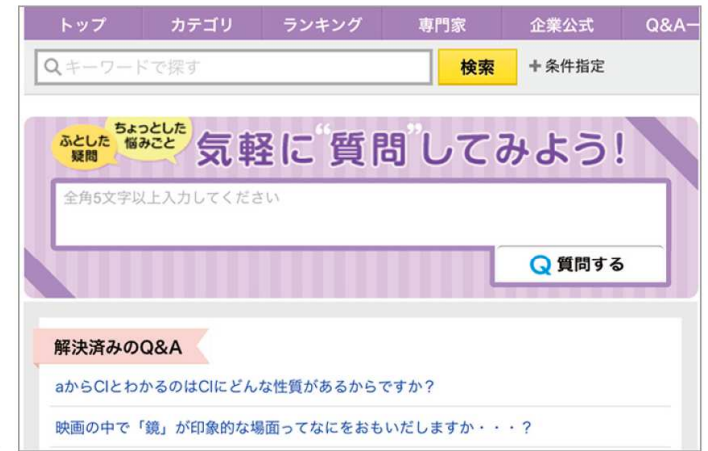 トップ カテゴリ ランキング 専門家 企業公式 Q&A一
キーワードで探す 検索 +条件指定
ふとした疑問 ちょっとした悩みごと 気軽に“質問”してみよう!
全角5文字以上入力してください
Q 質問する
解決済みのQ&A
aからCIとわかるのはCIにどんな性質があるからですか?
映画の中で「鏡」が印象的な場面ってなにをおもいだしますか・・・?